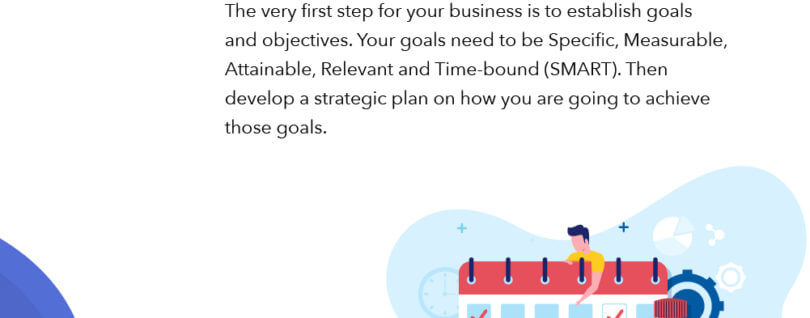 The very first step for your business is to establish goals
and objectives. Your goals need to be Specific, Measurable,
Attainable, Relevant and Time-bound (SMART). Then
develop a strategic plan on how you are going to achieve
those goals.